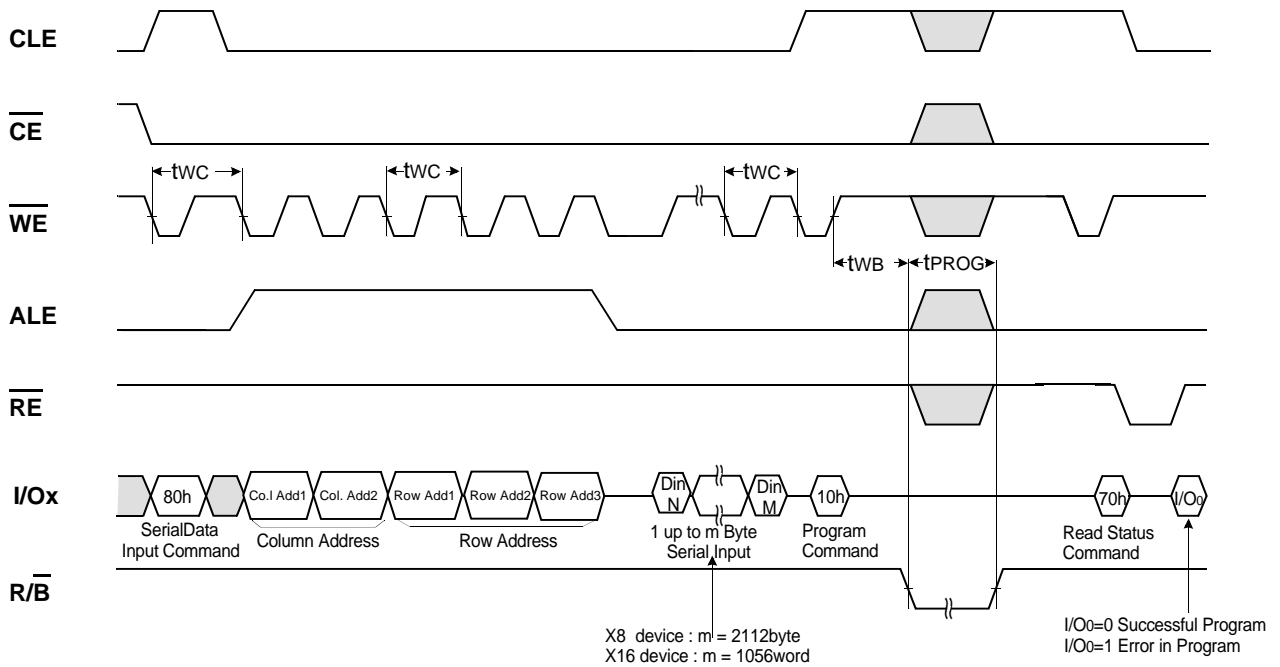 CLE
CE
tWC
tWC
tWC
WE
tWB
tPROG
ALE
RE
I/Ox
80h
Co.l Add1
Col. Add2
Row Add1
Row Add2
Row Add3
Din
N
Din
M
10h
70h
I/O0
SerialData
Input Command
Column Address
Row Address
1 up to m Byte
Serial Input
Program
Command
Read Status
Command
R/B
X8 device : m = 2112byte
X16 device : m = 1056word
I/O0=0 Successful Program
I/O0=1 Error in Program